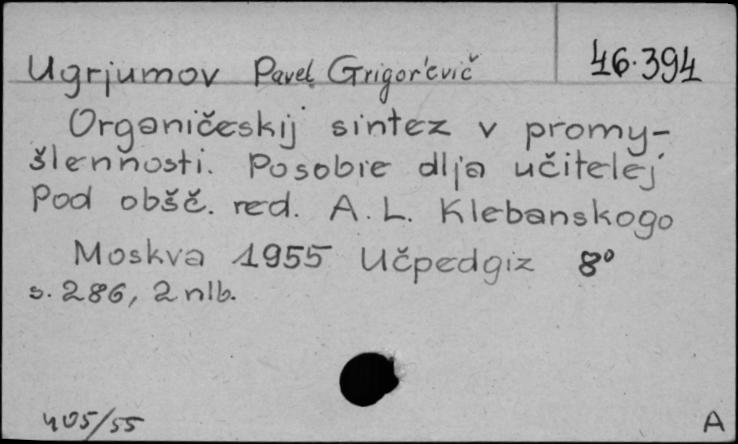 Ugrjumov Pavel Grigor'evič 46.394
Organičeskij sintez v promy-
šlennosti. Posobie dlja učitelej
Pod obšč. red. A. L. Klebanskogo
Moskva 1955 Učpedgiz 8°
s. 286, 2 nlb.
405/55 A